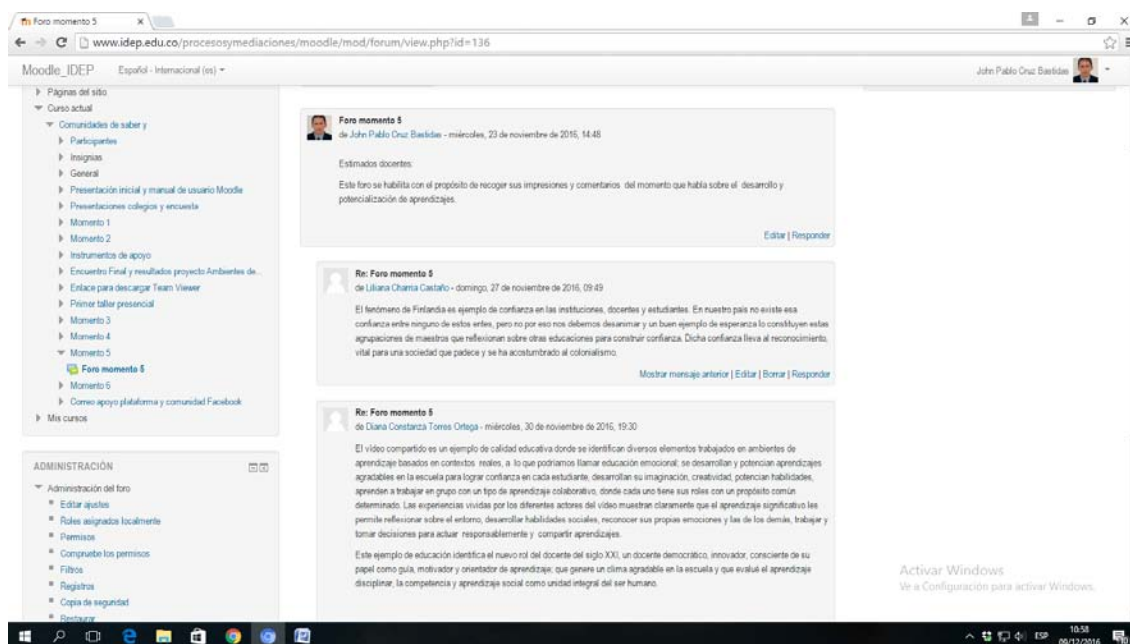 Foro momento 5
www.idep.edu.co/procesosymediaciones/moodle/mod/forum/view.php?id=136
Moodle_IDEP Español - Internacional (es)
John Pablo Cruz Bastidas
Páginas del sitio
Curso actual
Comunidades de saber y
Participantes
Insignias
General
Presentación inicial y manual de usuario Moodle
Presentaciones colegios y encuesta
Momento 1
Momento 2
Instrumentos de apoyo
Encuentro Final y resultados proyecto Ambientes de...
Enlace para descargar Team Viewer
Primer taller presencial
Momento 3
Momento 4
Momento 5
Foro momento 5
Momento 6
Correo apoyo plataforma y comunidad Facebook
Mis cursos
ADMINISTRACIÓN
Administración del foro
Editar ajustes
Roles asignados localmente
Permisos
Compruebe los permisos
Filtros
Registros
Copia de seguridad
Restaurar
Foro momento 5
de John Pablo Cruz Bastidas - miércoles, 23 de noviembre de 2016, 14:48
Estimados docentes:
Este foro se habilita con el propósito de recoger sus impresiones y comentarios del momento que habla sobre el desarrollo y
potencialización de aprendizajes.
Editar | Responder
Re: Foro momento 5
de Liliana Charria Castaño - domingo, 27 de noviembre de 2016, 09:49
El fenómeno de Finlandia es ejemplo de confianza en las instituciones, docentes y estudiantes. En nuestro país no existe esa
confianza entre ninguno de estos entes, pero no por eso nos debemos desanimar y un buen ejemplo de esperanza lo constituyen estas
agrupaciones de maestros que reflexionan sobre otras educaciones para construir confianza. Dicha confianza lleva al reconocimiento,
vital para una sociedad que padece y se ha acostumbrado al colonialismo.
Mostrar mensaje anterior | Editar | Borrar | Responder
Re: Foro momento 5
de Diana Constanza Torres Ortega - miércoles, 30 de noviembre de 2016, 19:30
El vídeo compartido es un ejemplo de calidad educativa donde se identifican diversos elementos trabajados en ambientes de
aprendizaje basados en contextos reales, a lo que podríamos llamar educación emocional; se desarrollan y potencian aprendizajes
agradables en la escuela para lograr confianza en cada estudiante, desarrollan su imaginación, creatividad, potencian habilidades,
aprenden a trabajar en grupo con un tipo de aprendizaje colaborativo, donde cada uno tiene sus roles con un propósito común
determinado. Las experiencias vividas por los diferentes actores del vídeo muestran claramente que el aprendizaje significativo les
permite reflexionar sobre el entorno, desarrollar habilidades sociales, reconocer sus propias emociones y las de los demás, trabajar y
tomar decisiones para actuar responsablemente y compartir aprendizajes.
Este ejemplo de educación identifica el nuevo rol del docente del siglo XXI, un docente democrático, innovador, consciente de su
papel como guía, motivador y orientador de aprendizaje; que genere un clima agradable en la escuela y que evalué el aprendizaje
disciplinar, la competencia y aprendizaje social como unidad integral del ser humano.
Activar Windows
Ve a Configuración para activar Windows.
ESP
10:58
09/12/2016